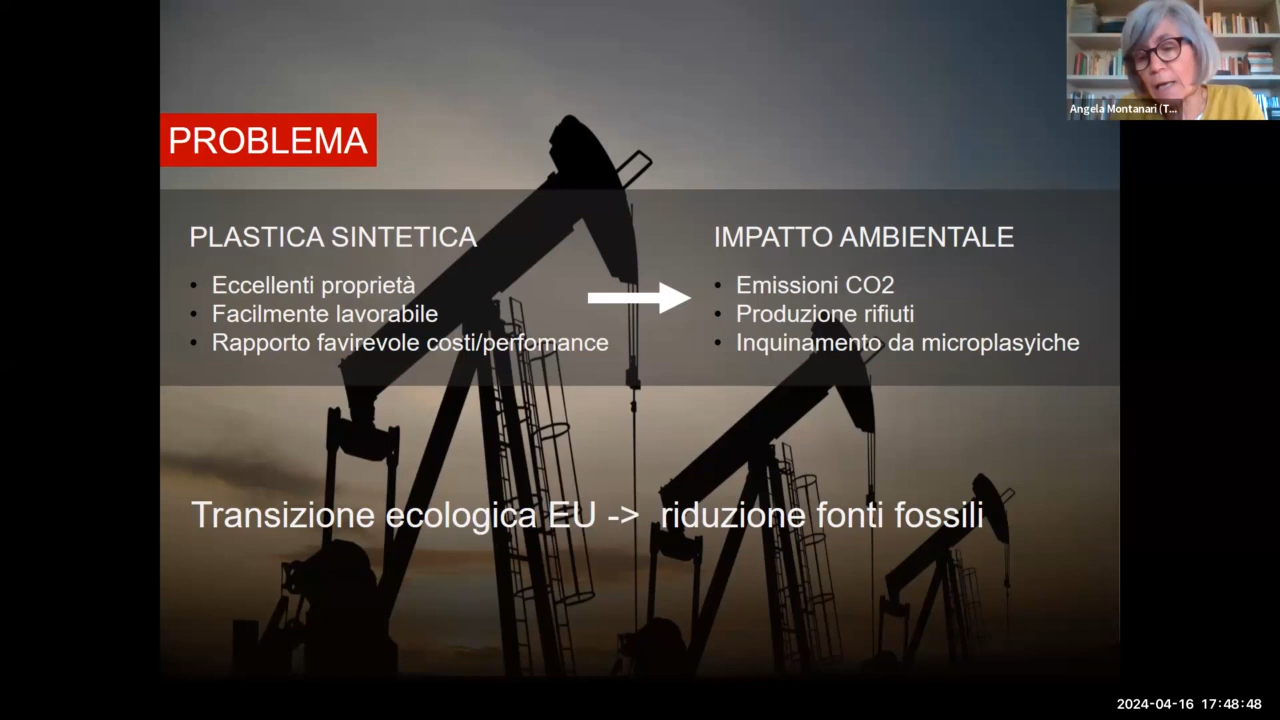 Angela Montanari (T...
PROBLEMA
PLASTICA SINTETICA
• Eccellenti proprietà
• Facilmente lavorabile
• Rapporto favirevole costi/perfomance
IMPATTO AMBIENTALE
• Emissioni CO2
• Produzione rifiuti
• Inquinamento da microplasyiche
Transizione ecologica EU -> riduzione fonti fossili
2024-04-16 17:48:48